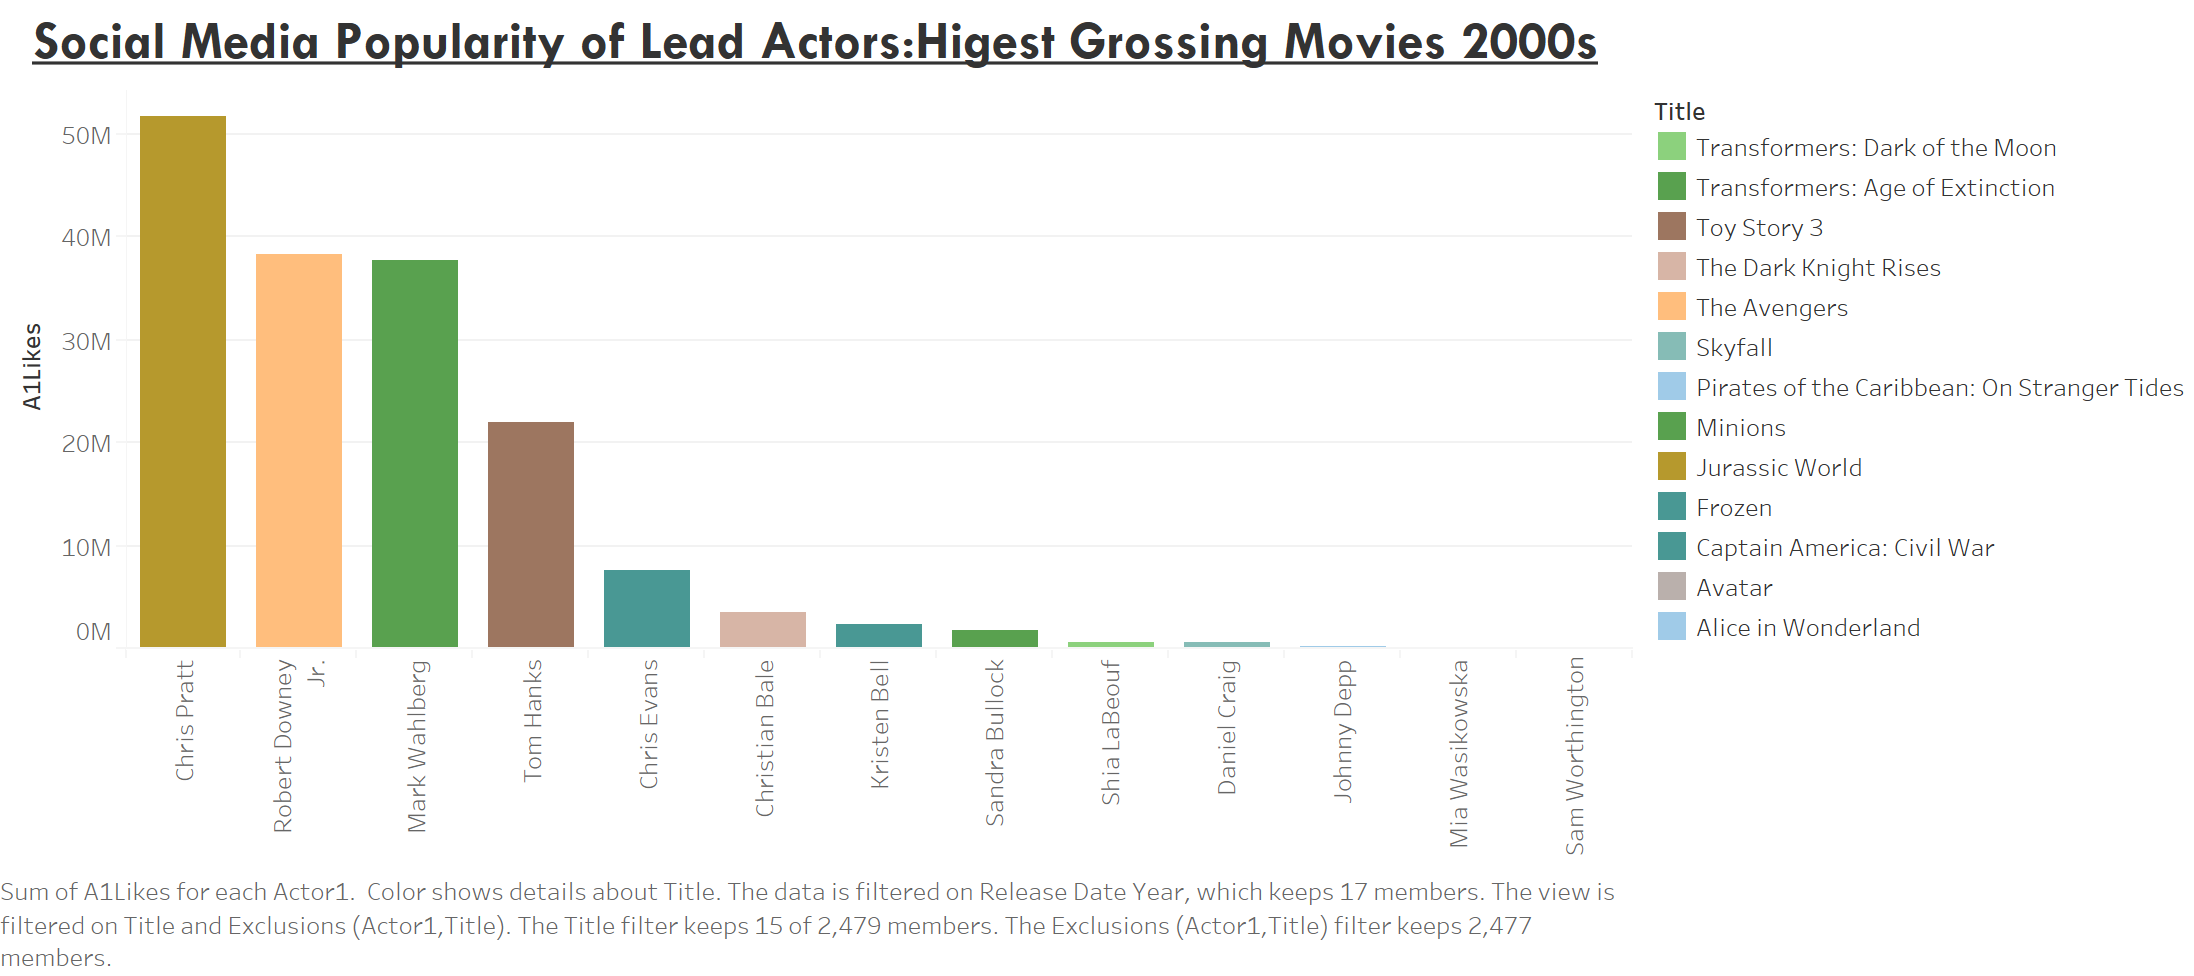 Social Media Popularity of Lead Actors:Higest Grossing Movies 2000s
A1Likes
50M
40M
30M
20M
10M
0M
Chris Pratt
Robert Downey
Jr.
Mark Wahlberg
Tom Hanks
Chris Evans
Christian Bale
Kristen Bell
Sandra Bullock
Shia LaBeouf
Daniel Craig
Johnny Depp
Mia Wasikowska
Sam Worthington
Title
Transformers: Dark of the Moon
Transformers: Age of Extinction
Toy Story 3
The Dark Knight Rises
The Avengers
Skyfall
Pirates of the Caribbean: On Stranger Tides
Minions
Jurassic World
Frozen
Captain America: Civil War
Avatar
Alice in Wonderland
Sum of A1Likes for each Actor1.  Color shows details about Title. The data is filtered on Release Date Year, which keeps 17 members. The view is
filtered on Title and Exclusions (Actor1,Title). The Title filter keeps 15 of 2,479 members. The Exclusions (Actor1,Title) filter keeps 2,477
members.